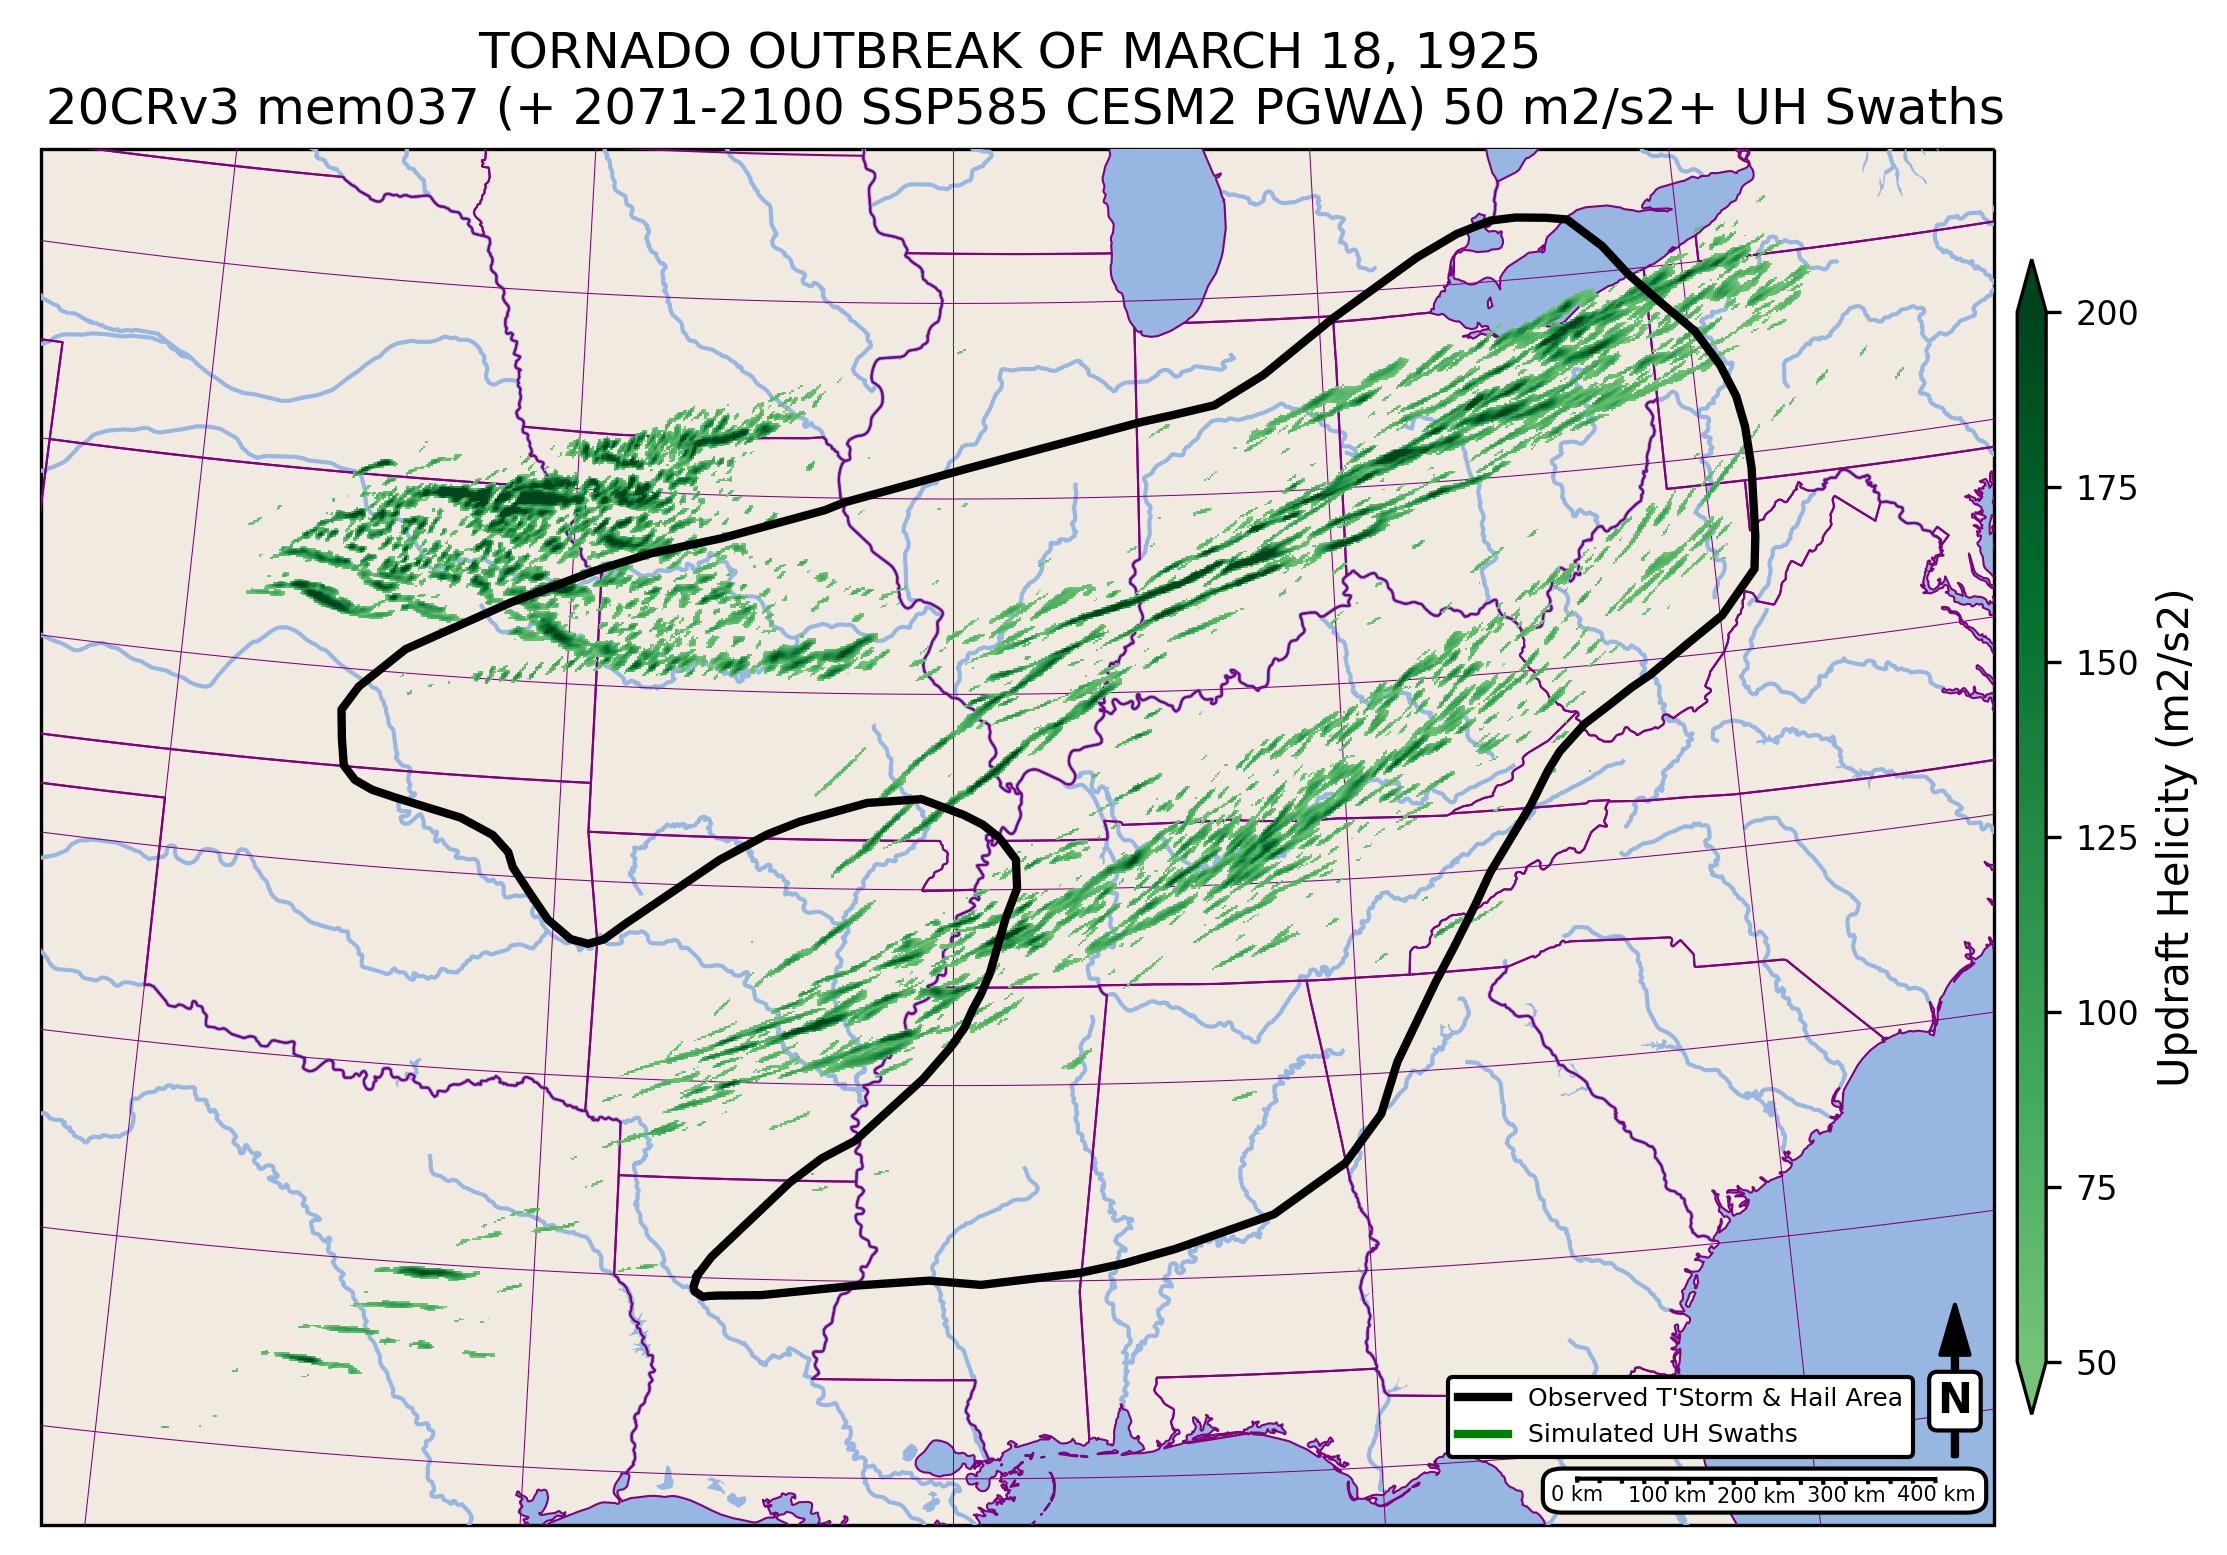 TORNADO OUTBREAK OF MARCH 18, 1925
20CRv3 mem037 (+ 2071-2100 SSP585 CESM2 PGWΔ) 50 m2/s2+ UH Swaths
200
175
150
125
100
75
50
Updraft Helicity (m2/s2)
Observed T'Storm & Hail Area
Simulated UH Swaths
N
0 km 100 km 200 km 300 km 400 km